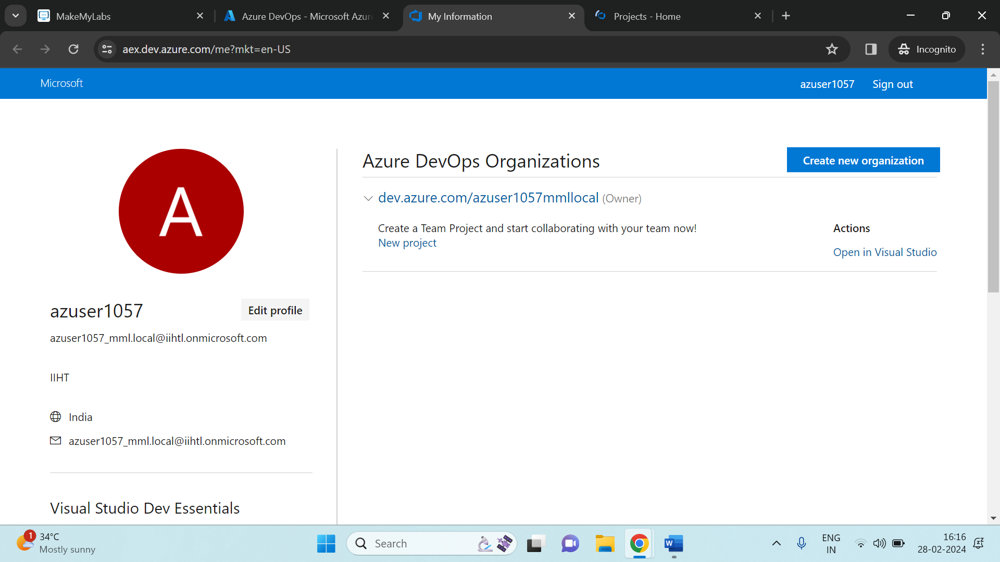 MakeMyLabs
Azure DevOps - Microsoft Azur
My Information
Projects - Home
aex.dev.azure.com/me?mkt=en-US
Incognito
Microsoft
azuser1057
Sign out
A
Azure DevOps Organizations
Create new organization
dev.azure.com/azuser1057mmllocal (Owner)
Create a Team Project and start collaborating with your team now!
New project
Actions
Open in Visual Studio
azuser1057
Edit profile
azuser1057_mml.local@iihtl.onmicrosoft.com
IIHT
India
azuser1057_mml.local@iihtl.onmicrosoft.com
Visual Studio Dev Essentials
1
34°C
Mostly sunny
Search
W
ENG
IN
16:16
28-02-2024